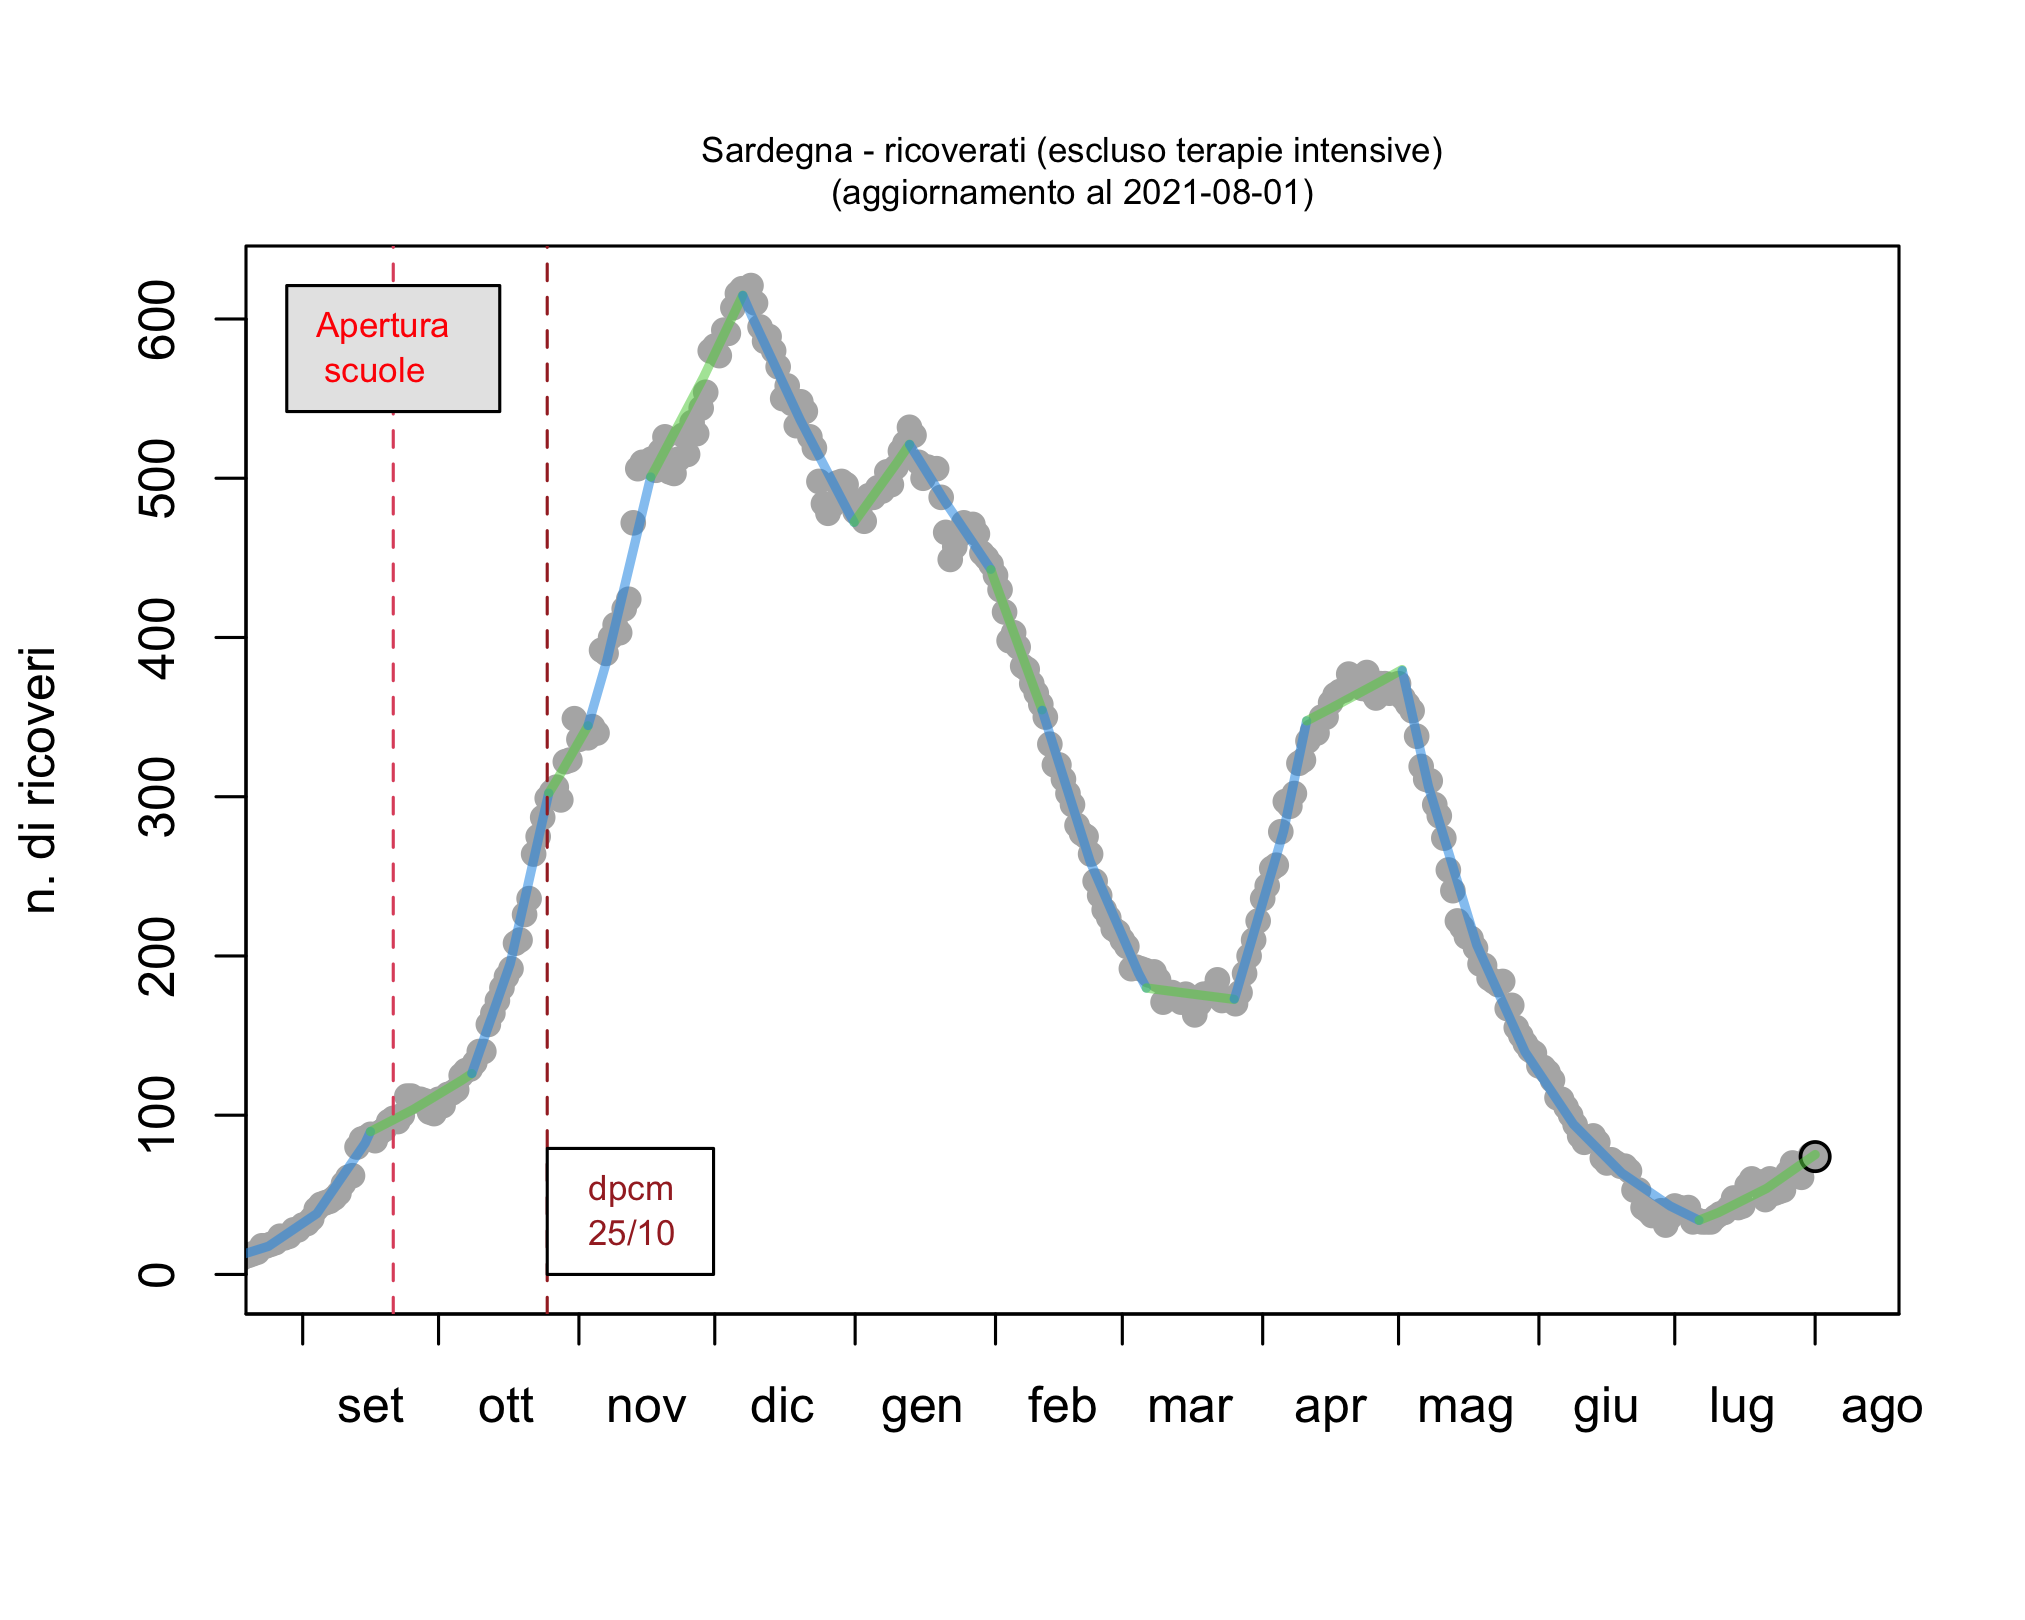 Sardegna - ricoverati (escluso terapie intensive)
(aggiornamento al 2021-08-01)
n. di ricoveri
600
500
400
300
200
100
0
Apertura
scuole
dpcm
25/10
set ott nov dic gen feb mar apr mag giu lug ago